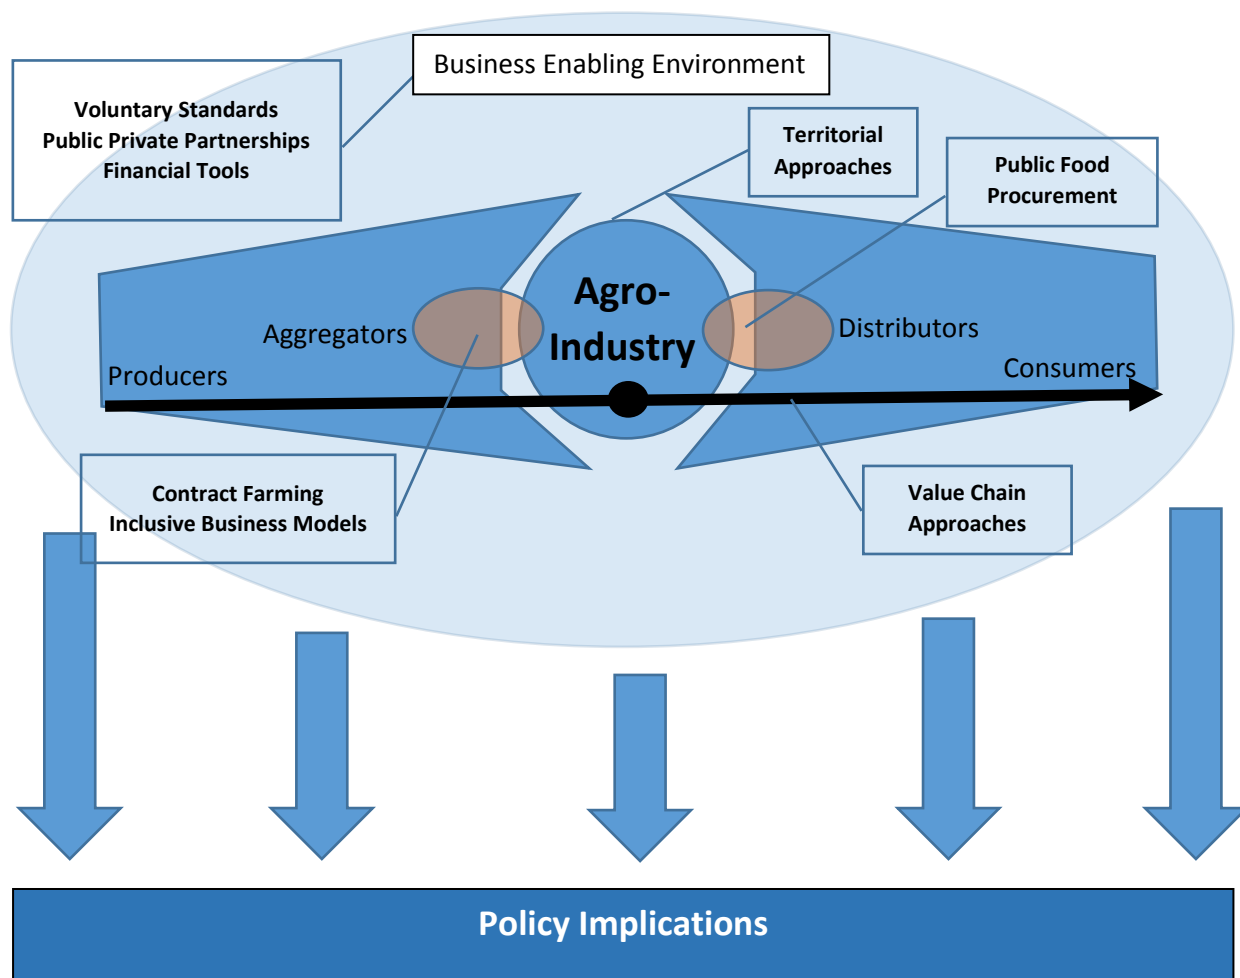 Business Enabling Environment
Voluntary Standards
Public Private Partnerships
Financial Tools
Territorial
Approaches
Public Food
Procurement
Agro-
Industry
Aggregators
Distributors
Producers
Consumers
Contract Farming
Inclusive Business Models
Value Chain
Approaches
Policy Implications